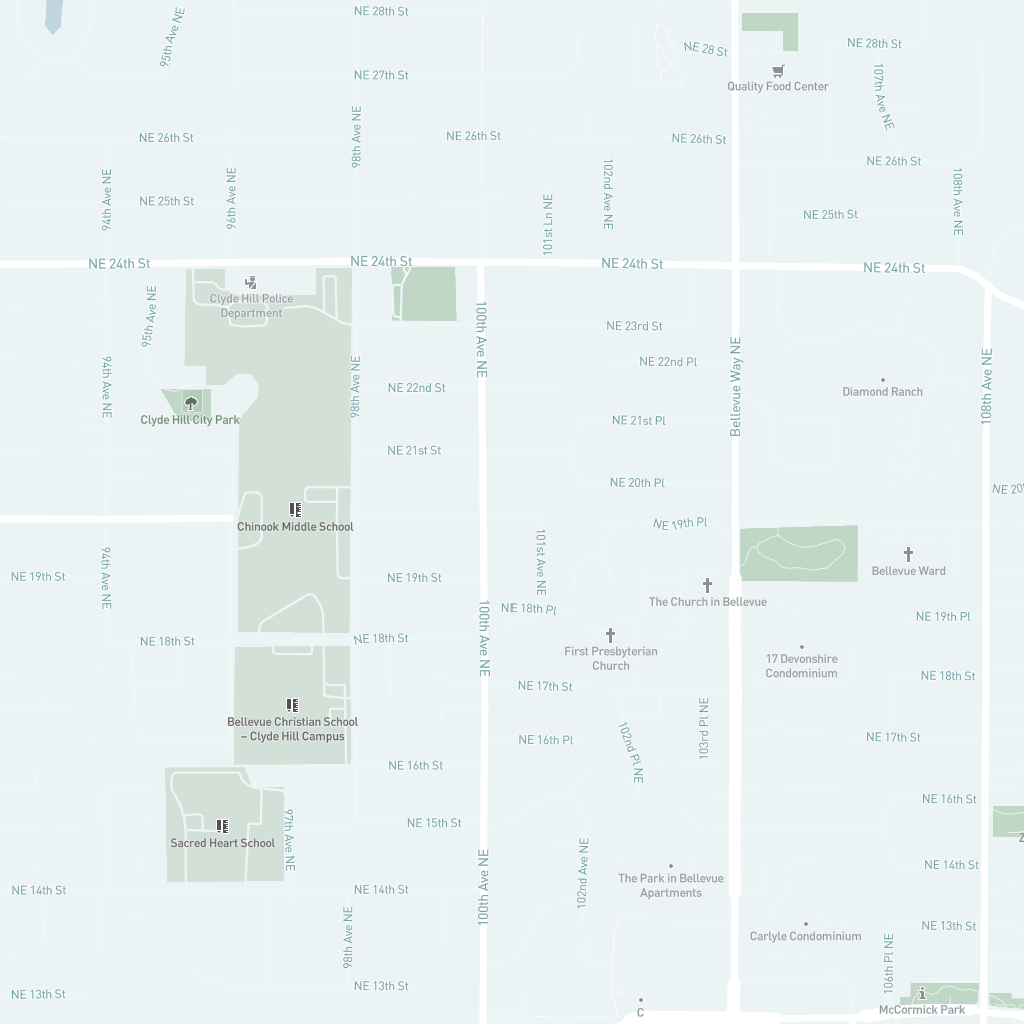 NE 28th St
95th Ave NE
NE 28 St
NE 28th St
NE 27th St
Quality Food Center
107th Ave NE
98th Ave NE
NE 26th St
NE 26th St
NE 26th St
NE 26th St
94th Ave NE
96th Ave NE
102nd Ave NE
108th Ave NE
NE 25th St
101st Ln NE
NE 25th St
NE 24th St
NE 24th St
NE 24th St
NE 24th St
Clyde Hill Police
Department
95th Ave NE
100th Ave NE
NE 23rd St
NE 22nd Pl
94th Ave NE
98th Ave NE
NE 22nd St
Bellevue Way NE
Diamond Ranch
108th Ave NE
Clyde Hill City Park
NE 21st Pl
NE 21st St
NE 20th Pl
NE 20
Chinook Middle School
NE 19th Pl
94th Ave NE
101st Ave NE
Bellevue Ward
NE 19th St
NE 19th St
The Church in Bellevue
NE 18th Pl
NE 19th Pl
100th Ave NE
NE 18th St
NE 18th St
First Presbyterian
Church
17 Devonshire
Condominium
NE 18th St
NE 17th St
Bellevue Christian School
– Clyde Hill Campus
103rd Pl NE
NE 16th Pl
102nd Pl NE
NE 17th St
NE 16th St
NE 16th St
NE 15th St
97th Ave NE
Sacred Heart School
Z
NE 14th St
102nd Ave NE
100th Ave NE
The Park in Bellevue
Apartments
NE 14th St
NE 14th St
98th Ave NE
Carlyle Condominium
NE 13th St
106th Pl NE
NE 13th St
NE 13th St
McCormick Park
C